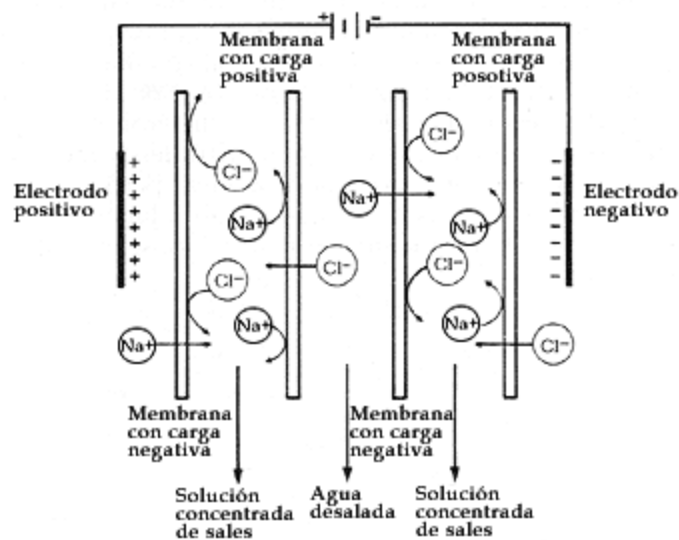 + −
Membrana
con carga
positiva
Membrana
con carga
posotiva
Electrodo
positivo
+
+
+
+
+
+
+
+
Cl−
Na+
Cl−
Na+
Na+
Cl−
Cl−
Na+
Na+
Cl−
Na+
Cl−
−
−
−
−
−
−
−
−
Electrodo
negativo
Membrana
con carga
negativa
Membrana
con carga
negativa
Solución
concentrada
de sales
Agua
desalada
Solución
concentrada
de sales